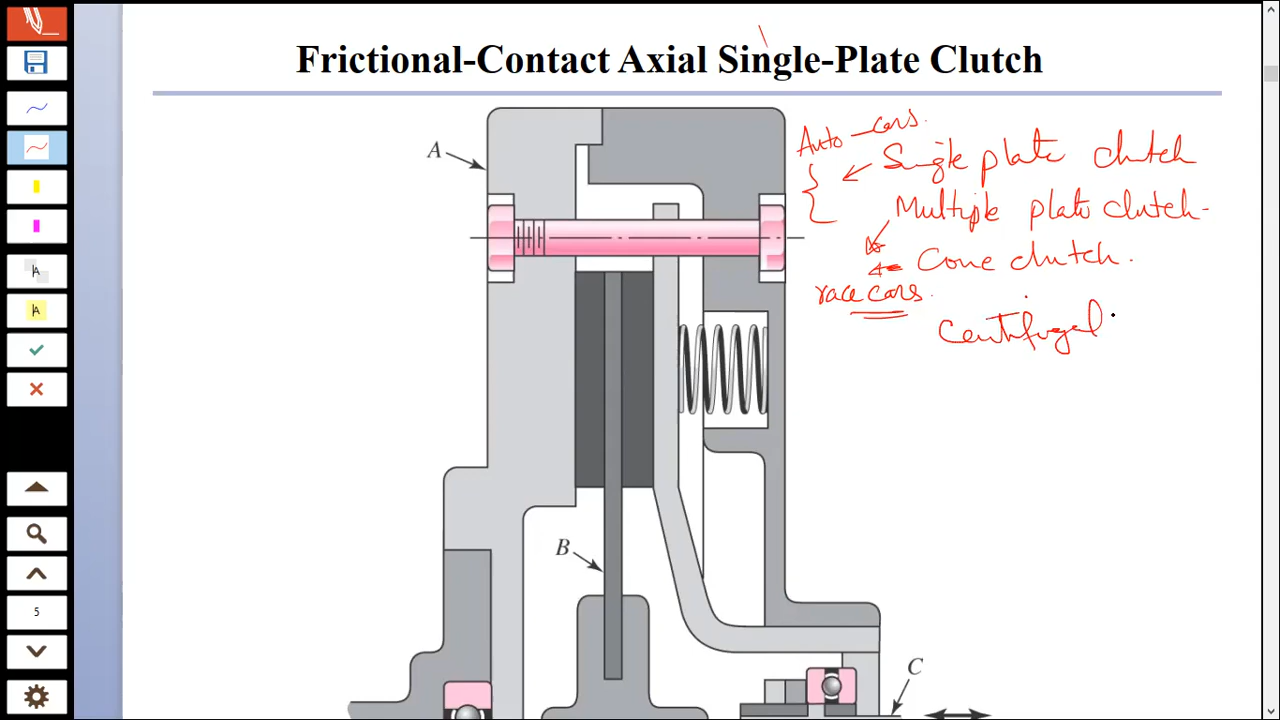 Frictional-Contact Axial Single-Plate Clutch
Auto - cars.
Single plate clutch
Multiple plate clutch-
Cone clutch.
race cars.
Centifugal
A
B
C
5